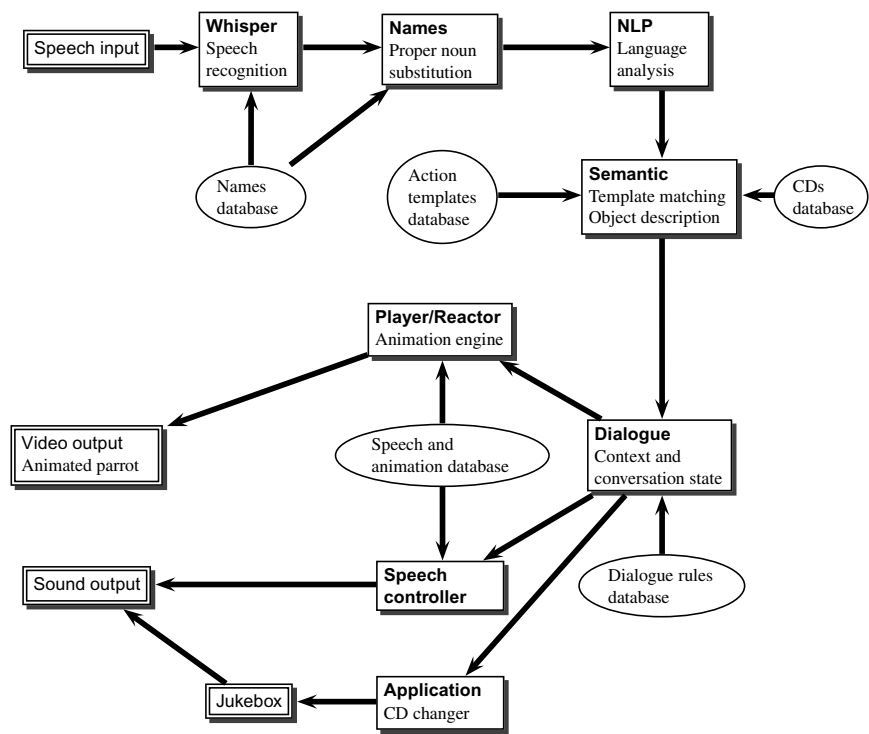 Speech input
Whisper
Speech
recognition
Names
Proper noun
substitution
NLP
Language
analysis
Names
database
Action
templates
database
Semantic
Template matching
Object description
CDs
database
Player/Reactor
Animation engine
Video output
Animated parrot
Speech and
animation database
Dialogue
Context and
conversation state
Sound output
Speech
controller
Dialogue rules
database
Jukebox
Application
CD changer